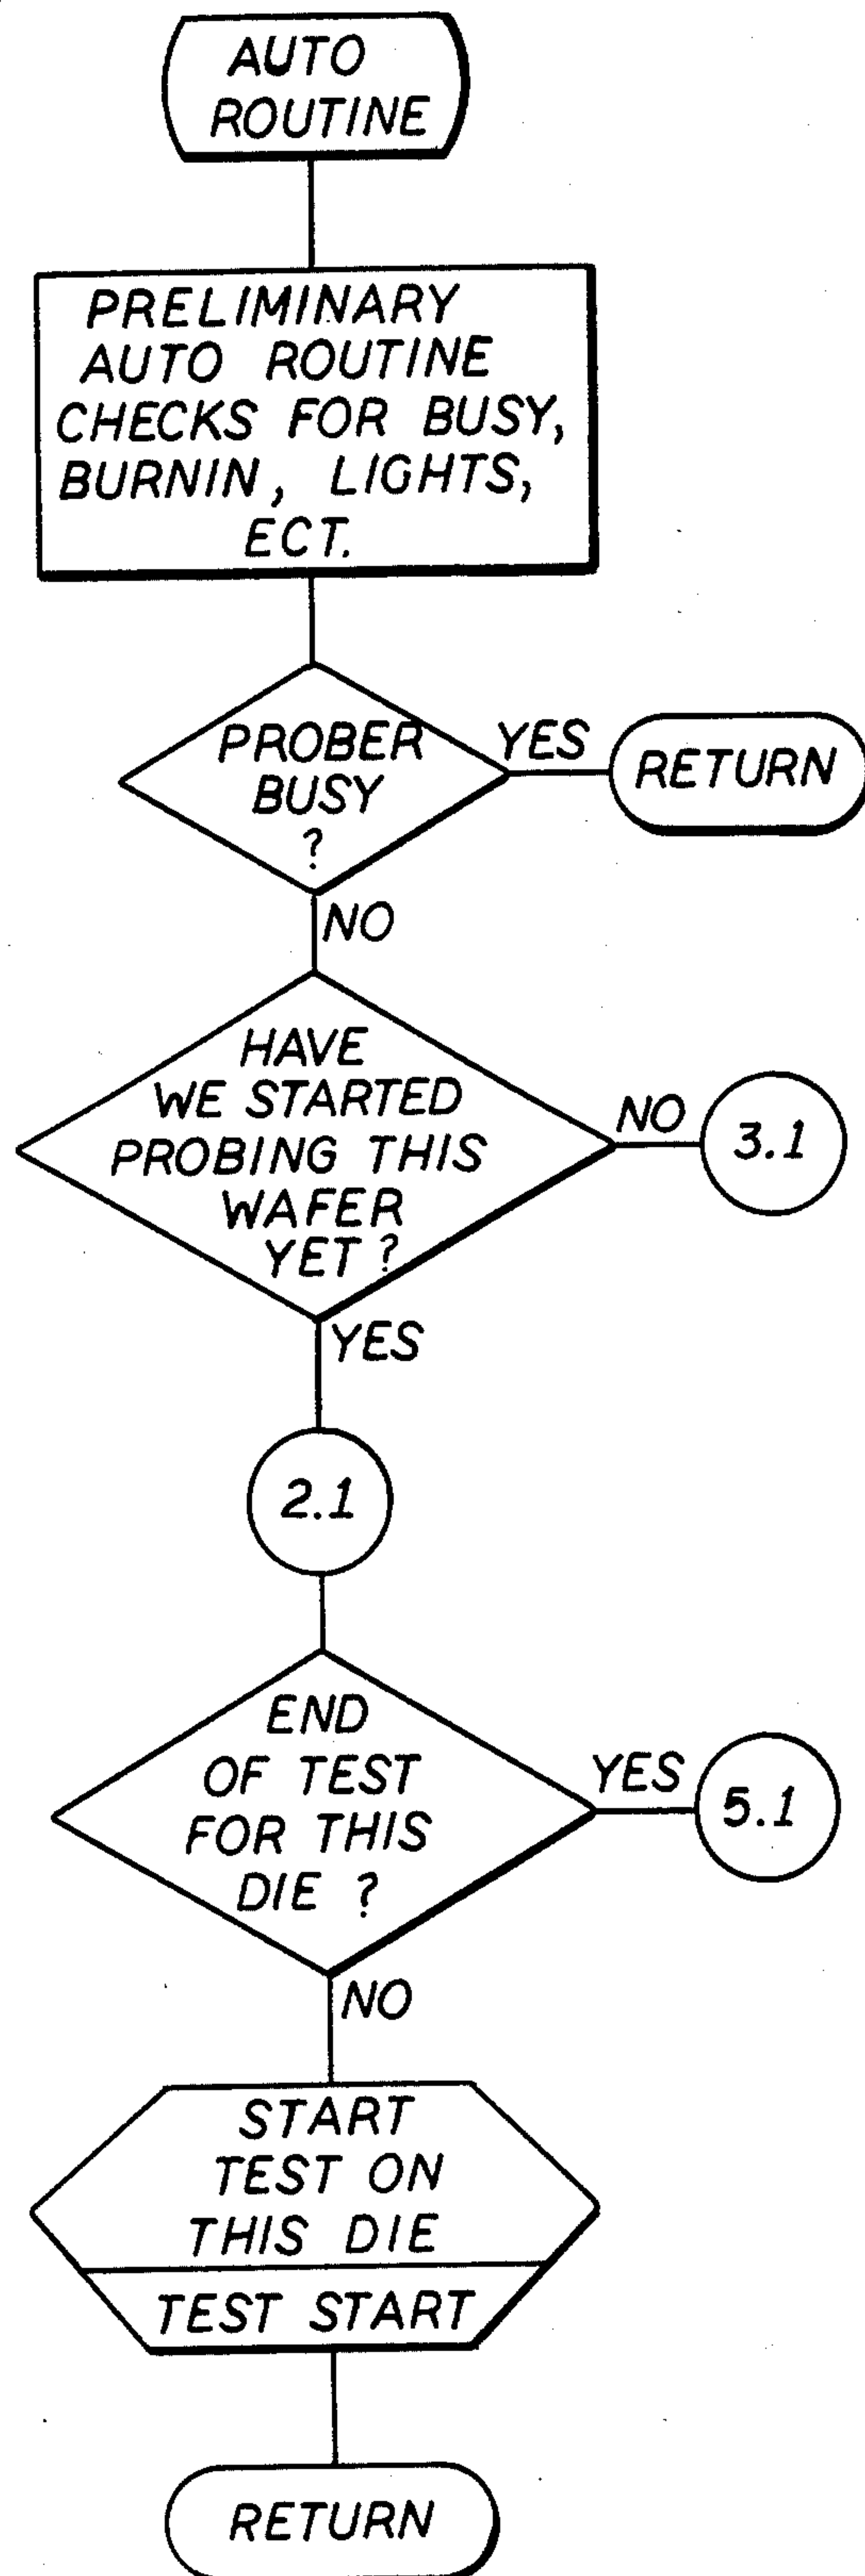 AUTO
ROUTINE
PRELIMINARY
AUTO ROUTINE
CHECKS FOR BUSY,
BURNIN, LIGHTS,
ECT.
PROBER
BUSY
?
YES
RETURN
NO
HAVE
WE STARTED
PROBING THIS
WAFER
YET?
NO
3.1
YES
2.1
END
OF TEST
FOR THIS
DIE ?
YES
5.1
NO
START
TEST ON
THIS DIE
TEST START
RETURN